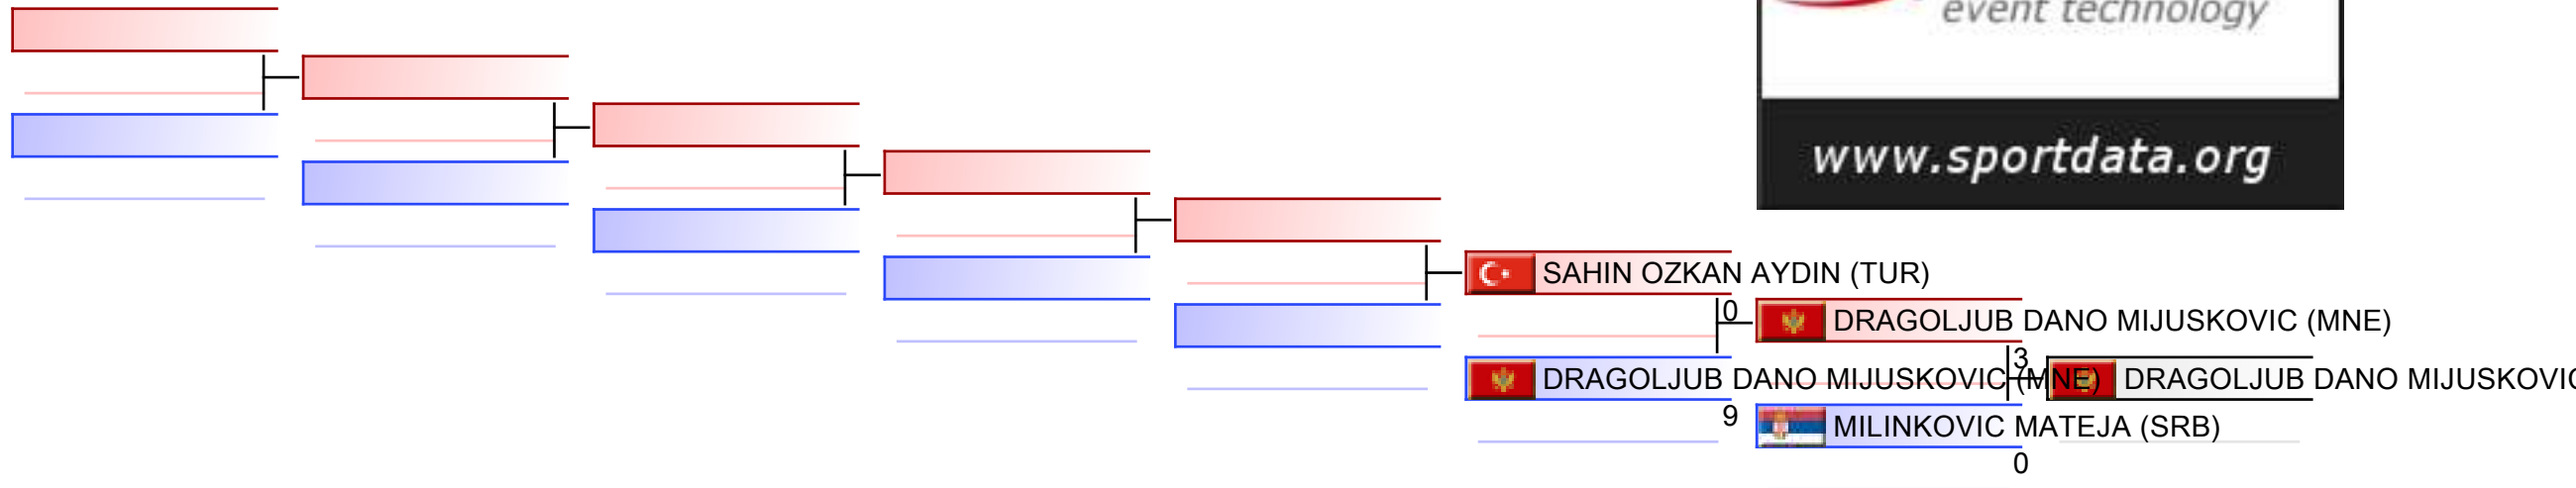 event technology
www.sportdata.org
SAHIN OZKAN AYDIN (TUR)
0
DRAGOLJUB DANO MIJUSKOVIC (MNE)
3
DRAGOLJUB DANO MIJUSKOVIC (MNE)
DRAGOLJUB DANO MIJUSKOVIC
9
MILINKOVIC MATEJA (SRB)
0